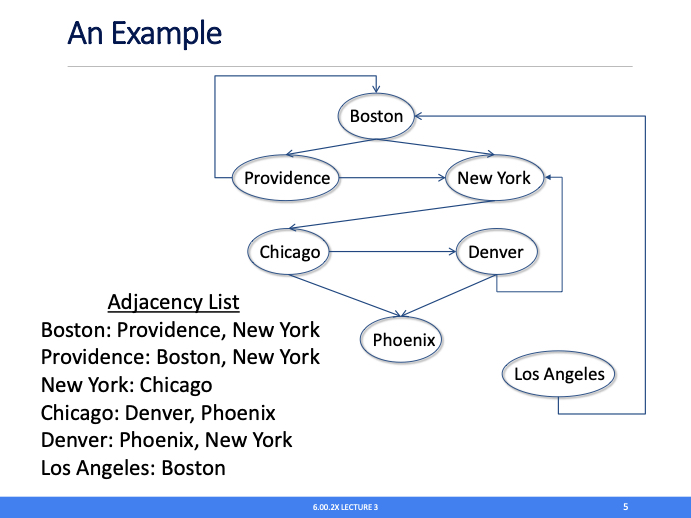 An Example
Boston
Providence
New York
Chicago
Denver
Phoenix
Los Angeles
Adjacency List
Boston: Providence, New York
Providence: Boston, New York
New York: Chicago
Chicago: Denver, Phoenix
Denver: Phoenix, New York
Los Angeles: Boston
6.00.2X LECTURE 3
5